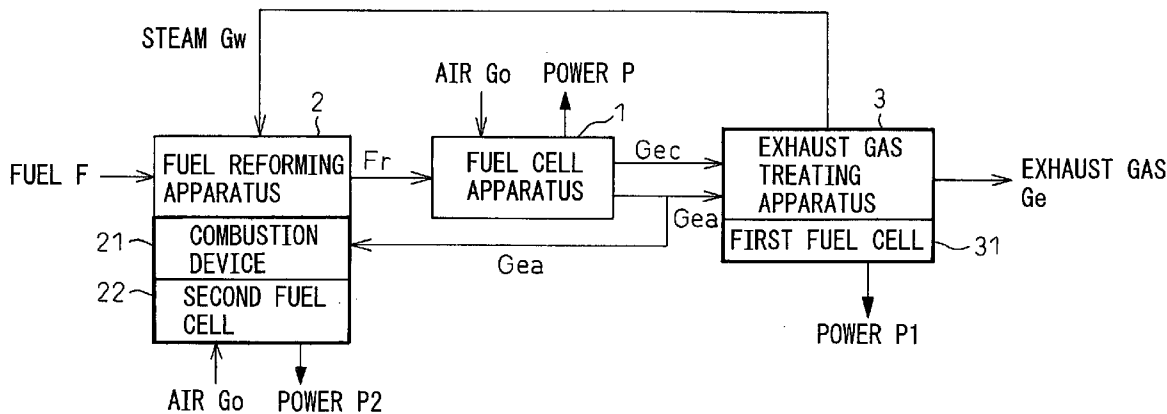 STEAM Gw
AIR Go
POWER P
2
1
3
FUEL F
FUEL REFORMING
APPARATUS
Fr
FUEL CELL
APPARATUS
Gec
Gea
EXHAUST GAS
TREATING
APPARATUS
EXHAUST GAS
Ge
21
COMBUSTION
DEVICE
Gea
FIRST FUEL CELL
31
22
SECOND FUEL
CELL
POWER P1
AIR Go
POWER P2